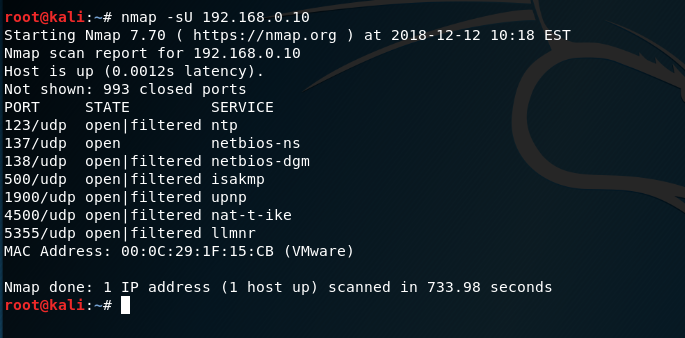 root@kali:~# nmap -sU 192.168.0.10
Starting Nmap 7.70 ( https://nmap.org ) at 2018-12-12 10:18 EST
Nmap scan report for 192.168.0.10
Host is up (0.0012s latency).
Not shown: 993 closed ports
PORT     STATE         SERVICE
123/udp  open|filtered ntp
137/udp  open          netbios-ns
138/udp  open|filtered netbios-dgm
500/udp  open|filtered isakmp
1900/udp open|filtered upnp
4500/udp open|filtered nat-t-ike
5355/udp open|filtered llmnr
MAC Address: 00:0C:29:1F:15:CB (VMware)

Nmap done: 1 IP address (1 host up) scanned in 733.98 seconds
root@kali:~#